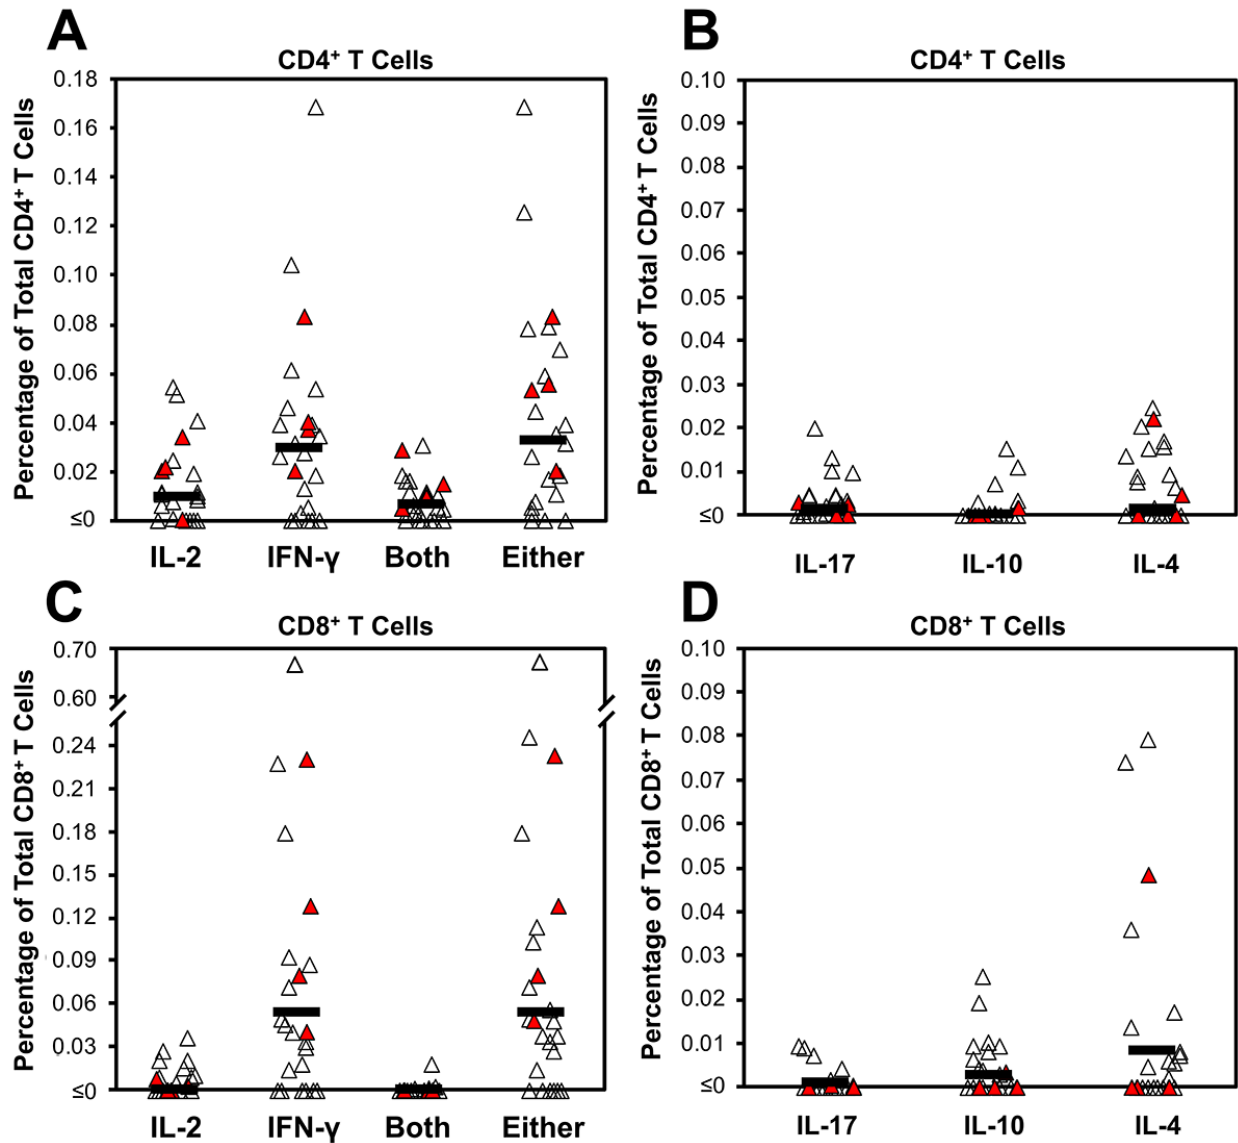 A
CD4⁺ T Cells
Percentage of Total CD4⁺ T Cells
0.18
0.16
0.14
0.12
0.10
0.08
0.06
0.04
0.02
≤0
IL-2 IFN-γ Both Either
B
CD4⁺ T Cells
Percentage of Total CD4⁺ T Cells
0.10
0.09
0.08
0.07
0.06
0.05
0.04
0.03
0.02
0.01
≤0
IL-17 IL-10 IL-4
C
CD8⁺ T Cells
Percentage of Total CD8⁺ T Cells
0.70
0.60
0.24
0.21
0.18
0.15
0.12
0.09
0.06
0.03
≤0
IL-2 IFN-γ Both Either
D
CD8⁺ T Cells
Percentage of Total CD8⁺ T Cells
0.10
0.09
0.08
0.07
0.06
0.05
0.04
0.03
0.02
0.01
≤0
IL-17 IL-10 IL-4